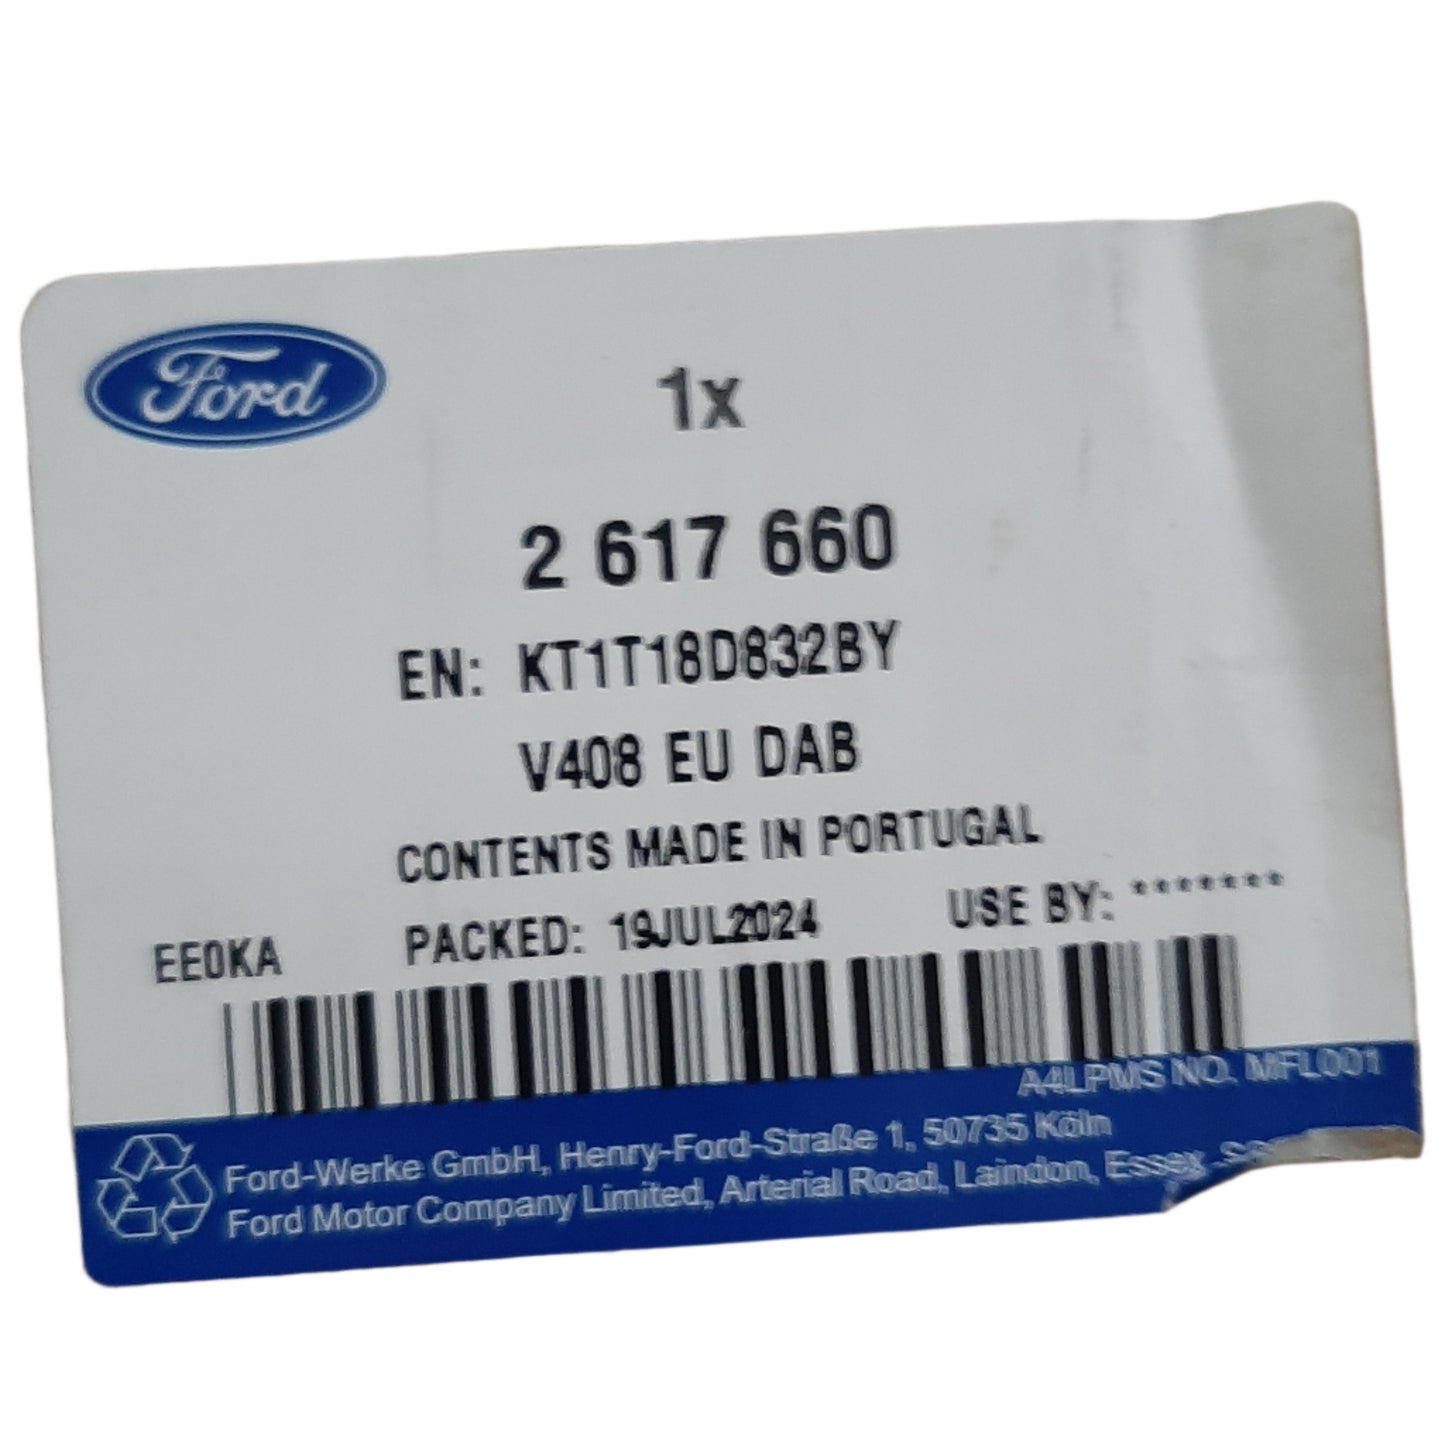 Ford
1x
2 617 660
EN: KT1T18D832BY
V408 EU DAB
CONTENTS MADE IN PORTUGAL
EE0KA PACKED: 19JUL2024 USE BY: *******
A4LPMS NO. MFL001
Ford-Werke GmbH, Henry-Ford-Straße 1, 50735 Köln
Ford Motor Company Limited, Arterial Road, Laindon, Essex